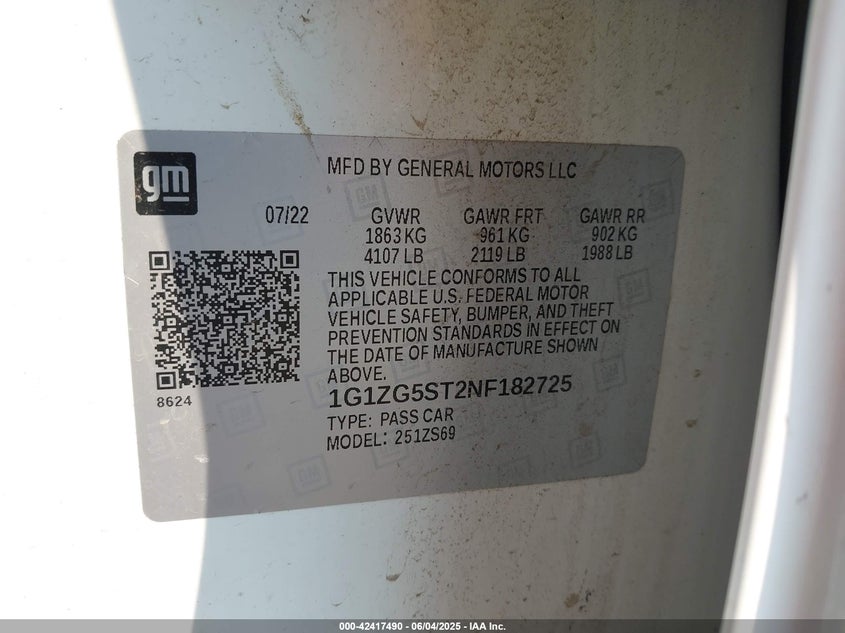 gm
MFD BY GENERAL MOTORS LLC
07/22 GVWR GAWR FRT GAWR RR
1863 KG 961 KG 902 KG
4107 LB 2119 LB 1988 LB
THIS VEHICLE CONFORMS TO ALL
APPLICABLE U.S. FEDERAL MOTOR
VEHICLE SAFETY, BUMPER, AND THEFT
PREVENTION STANDARDS IN EFFECT ON
THE DATE OF MANUFACTURE SHOWN
ABOVE.
8624
1G1ZG5ST2NF182725
TYPE: PASS CAR
MODEL: 251ZS69
000-42417490 - 06/04/2025 - IAA Inc.